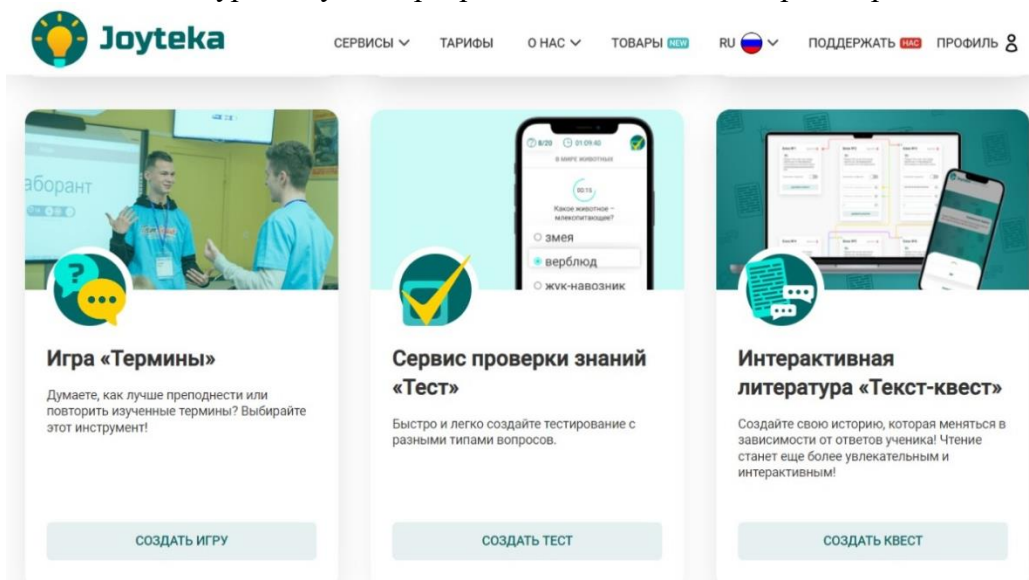 Joyteka
СЕРВИСЫ
ТАРИФЫ
О НАС
ТОВАРЫ NEW
RU
ПОДДЕРЖАТЬ НАС
ПРОФИЛЬ
аборант
8/20
01:09:40
В МИРЕ ЖИВОТНЫХ
00:15
Какое животное –
млекопитающее?
змея
верблюд
жук-навозник
Игра «Термины»
Думаете, как лучше преподнести или
повторить изученные термины? Выбирайте
этот инструмент!
СОЗДАТЬ ИГРУ
Сервис проверки знаний
«Тест»
Быстро и легко создайте тестирование с
разными типами вопросов.
СОЗДАТЬ ТЕСТ
Интерактивная
литература «Текст-квест»
Создайте свою историю, которая меняться в
зависимости от ответов ученика! Чтение
станет еще более увлекательным и
интерактивным!
СОЗДАТЬ КВЕСТ